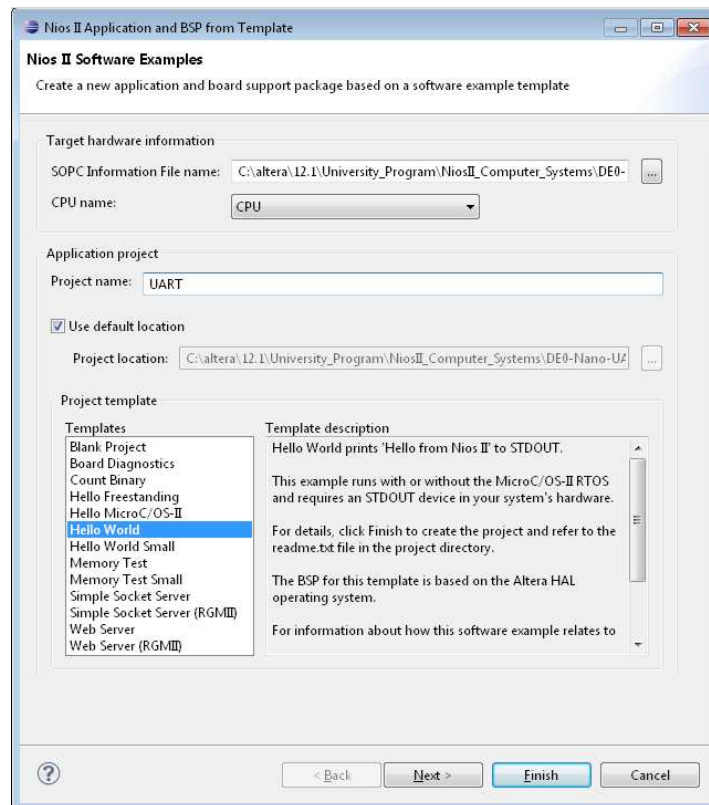 Nios II Application and BSP from Template
Nios II Software Examples
Create a new application and board support package based on a software example template
Target hardware information
SOPC Information File name: C:\altera\12.1\University_Program\NiosII_Computer_Systems\DE0-
...
CPU name: CPU
Application project
Project name: UART
Use default location
Project location: C:\altera\12.1\University_Program\NiosII_Computer_Systems\DE0-Nano-UA
...
Project template
Templates
Blank Project
Board Diagnostics
Count Binary
Hello Freestanding
Hello MicroC/OS-II
Hello World
Hello World Small
Memory Test
Memory Test Small
Simple Socket Server
Simple Socket Server (RGMII)
Web Server
Web Server (RGMII)
Template description
Hello World prints 'Hello from Nios II' to STDOUT.
This example runs with or without the MicroC/OS-II RTOS
and requires an STDOUT device in your system's hardware.
For details, click Finish to create the project and refer to the
readme.txt file in the project directory.
The BSP for this template is based on the Altera HAL
operating system.
For information about how this software example relates to
?
< Back
Next >
Finish
Cancel